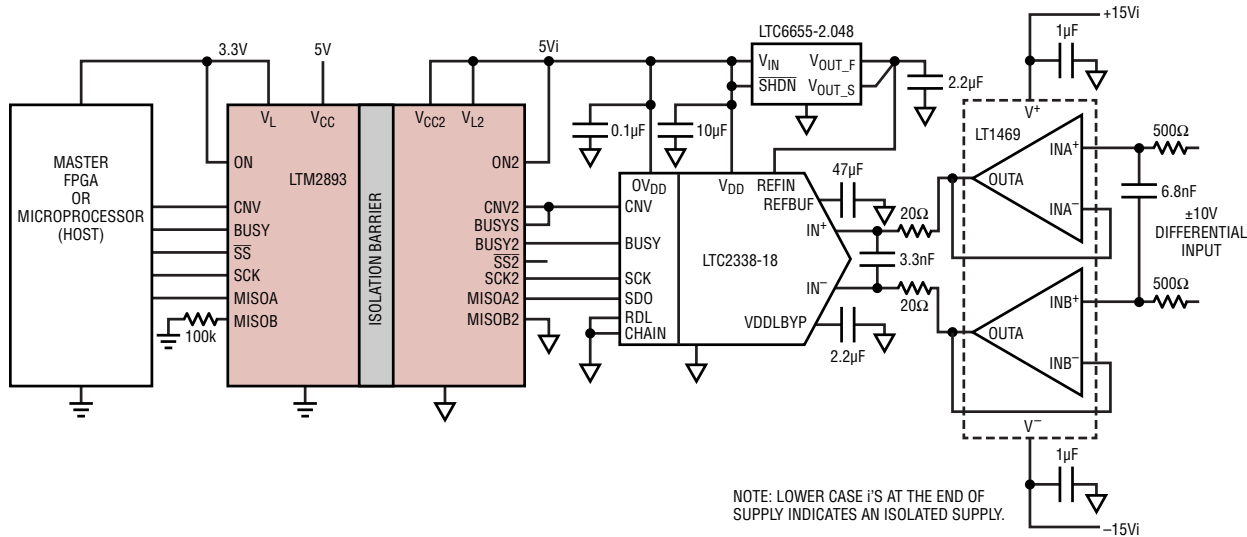 +15Vi
1µF
LTC6655-2.048
3.3V
5V
5Vi
V_IN
V_OUT_F
SHDN
V_OUT_S
2.2µF
V_L
V_CC
V_CC2
V_L2
0.1µF
10µF
V+
LT1469
MASTER
FPGA
OR
MICROPROCESSOR
(HOST)
ON
LTM2893
ISOLATION BARRIER
ON2
INA+
500Ω
OUTA
INA−
6.8nF
±10V
DIFFERENTIAL
INPUT
OV_DD
V_DD
REFIN
REFBUF
47µF
CNV
CNV
CNV2
CNV
BUSY
BUSY
BUSYS
BUSY2
BUSY
SS
SS
SS2
SCK
SCK
SCK2
SCK
MISOA
MISOA
MISOA2
SDO
MISOB
100k
MISOB2
RDL
CHAIN
LTC2338-18
IN+
20Ω
3.3nF
IN−
20Ω
VDDLBYP
2.2µF
INB+
500Ω
OUTA
INB−
V−
1µF
−15Vi
NOTE: LOWER CASE i'S AT THE END OF
SUPPLY INDICATES AN ISOLATED SUPPLY.